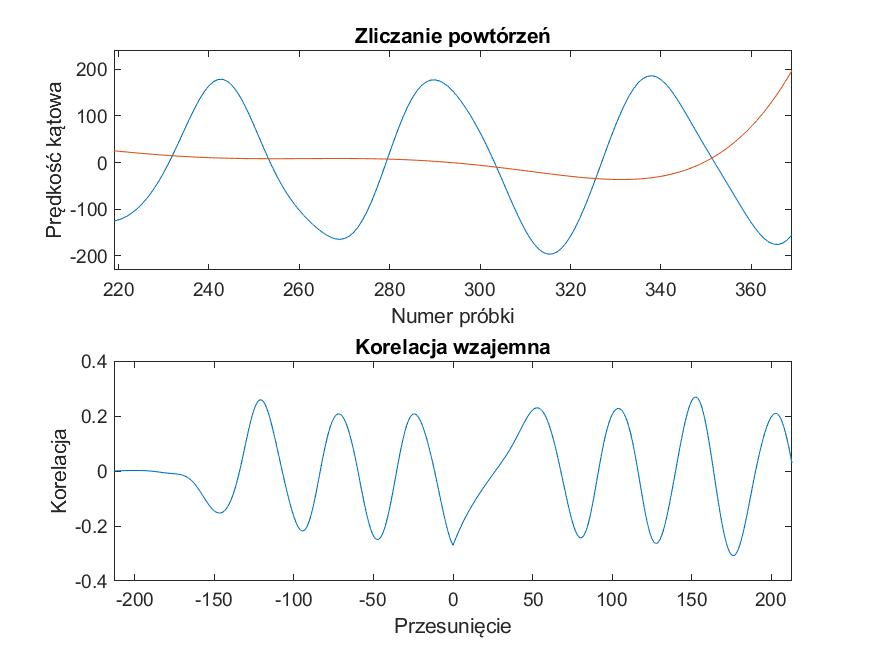 Zliczanie powtórzeń
200
100
0
-100
-200
Prędkość kątowa
220 240 260 280 300 320 340 360
Numer próbki
Korelacja wzajemna
0.4
0.2
0
-0.2
-0.4
Korelacja
-200 -150 -100 -50 0 50 100 150 200
Przesunięcie